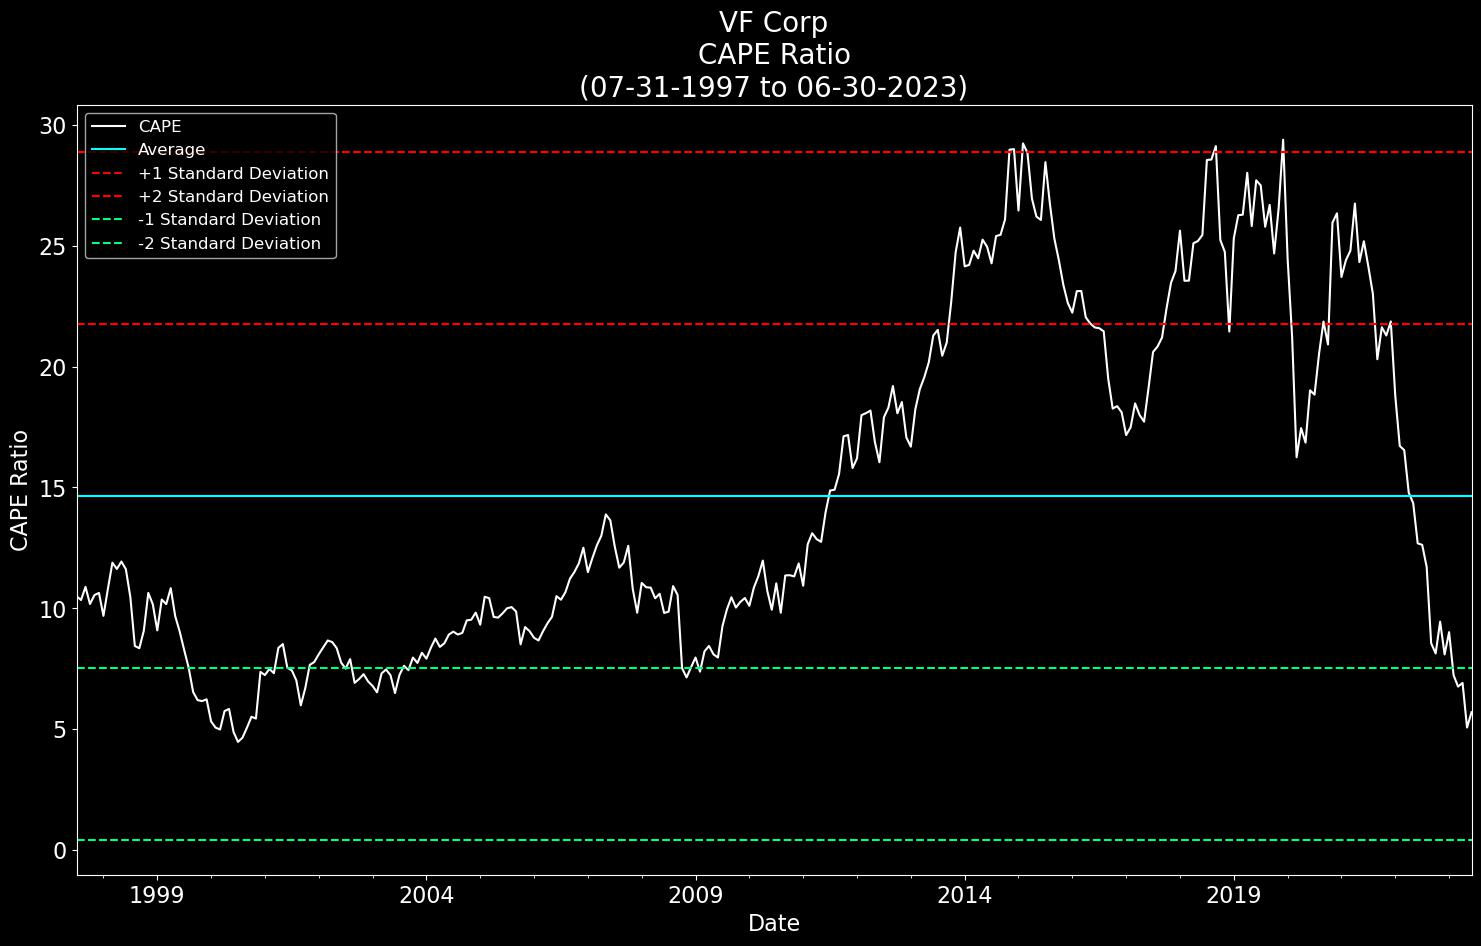 VF Corp
CAPE Ratio
(07-31-1997 to 06-30-2023)
CAPE
Average
+1 Standard Deviation
+2 Standard Deviation
-1 Standard Deviation
-2 Standard Deviation
30
25
20
15
10
5
0
CAPE Ratio
1999
2004
2009
2014
2019
Date